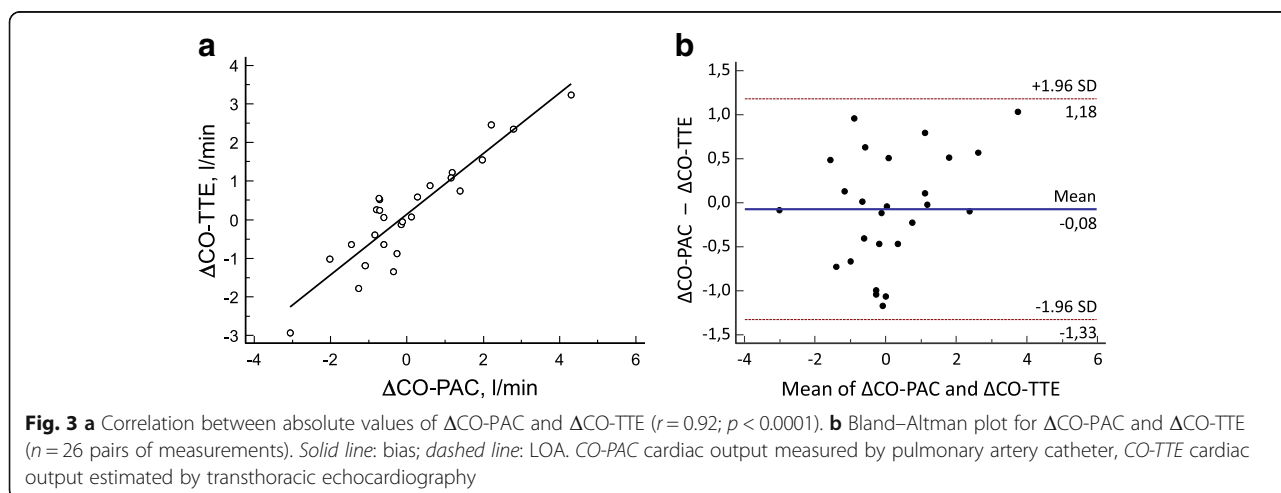 a
4
3
2
1
0
-1
-2
-3
ΔCO-TTE, l/min
-4 -2 0 2 4 6
ΔCO-PAC, l/min
b
1,5
1,0
0,5
0,0
-0,5
-1,0
-1,5
ΔCO-PAC – ΔCO-TTE
+1.96 SD
1,18
Mean
-0,08
-1.96 SD
-1,33
-4 -2 0 2 4 6
Mean of ΔCO-PAC and ΔCO-TTE
Fig. 3 a Correlation between absolute values of ΔCO-PAC and ΔCO-TTE (r = 0.92; p < 0.0001). b Bland–Altman plot for ΔCO-PAC and ΔCO-TTE
(n = 26 pairs of measurements). Solid line: bias; dashed line: LOA. CO-PAC cardiac output measured by pulmonary artery catheter, CO-TTE cardiac
output estimated by transthoracic echocardiography